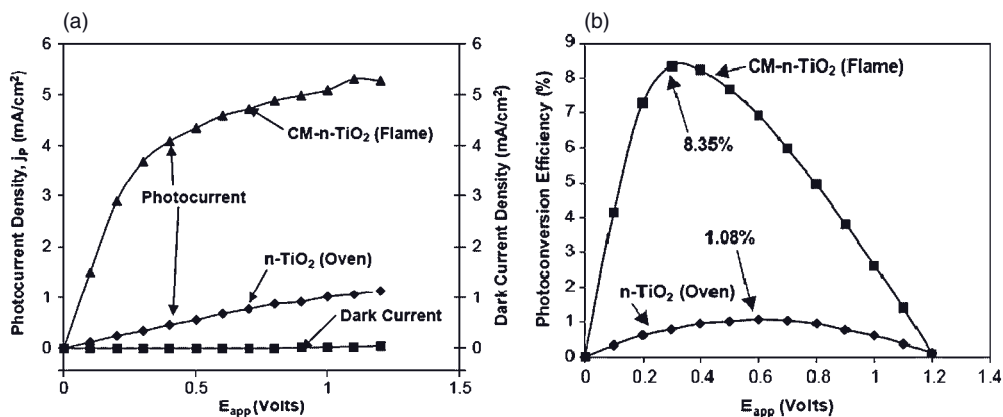 (a)
6
5
4
3
2
1
0
Photocurrent Density, jP (mA/cm2)
CM-n-TiO2 (Flame)
Photocurrent
n-TiO2 (Oven)
Dark Current
6
5
4
3
2
1
0
Dark Current Density (mA/cm2)
0 0.5 1 1.5
Eapp (Volts)
(b)
9
8
7
6
5
4
3
2
1
0
Photoconversion Efficiency (%)
CM-n-TiO2 (Flame)
8.35%
1.08%
n-TiO2 (Oven)
0 0.2 0.4 0.6 0.8 1 1.2 1.4
Eapp (Volts)